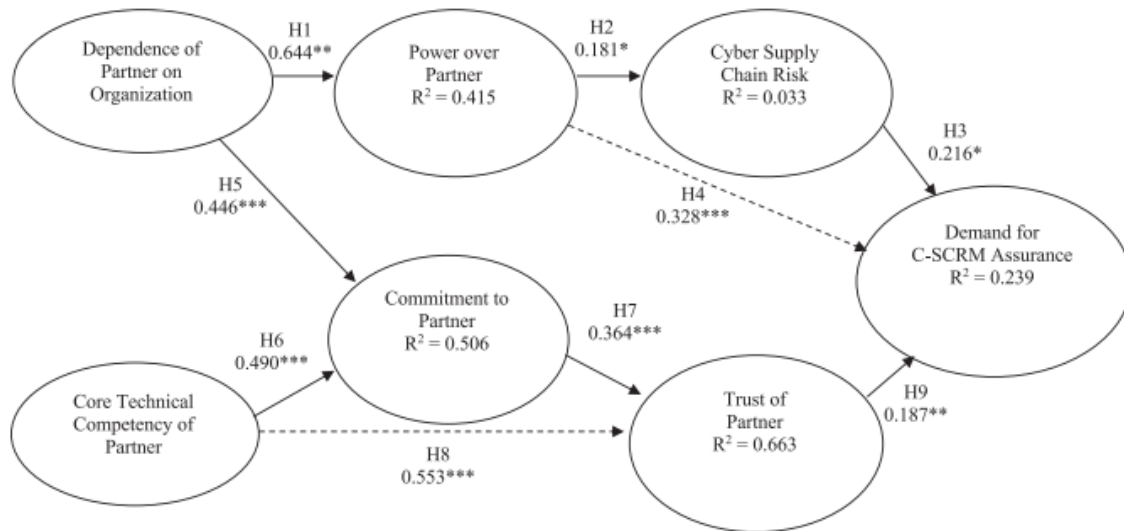 Dependence of
Partner on
Organization
H1
0.644**
Power over
Partner
R² = 0.415
H2
0.181*
Cyber Supply
Chain Risk
R² = 0.033
H3
0.216*
H4
0.328***
H5
0.446***
Demand for
C-SCRM Assurance
R² = 0.239
Commitment to
Partner
R² = 0.506
H6
0.490***
H7
0.364***
Core Technical
Competency of
Partner
H8
0.553***
Trust of
Partner
R² = 0.663
H9
0.187**